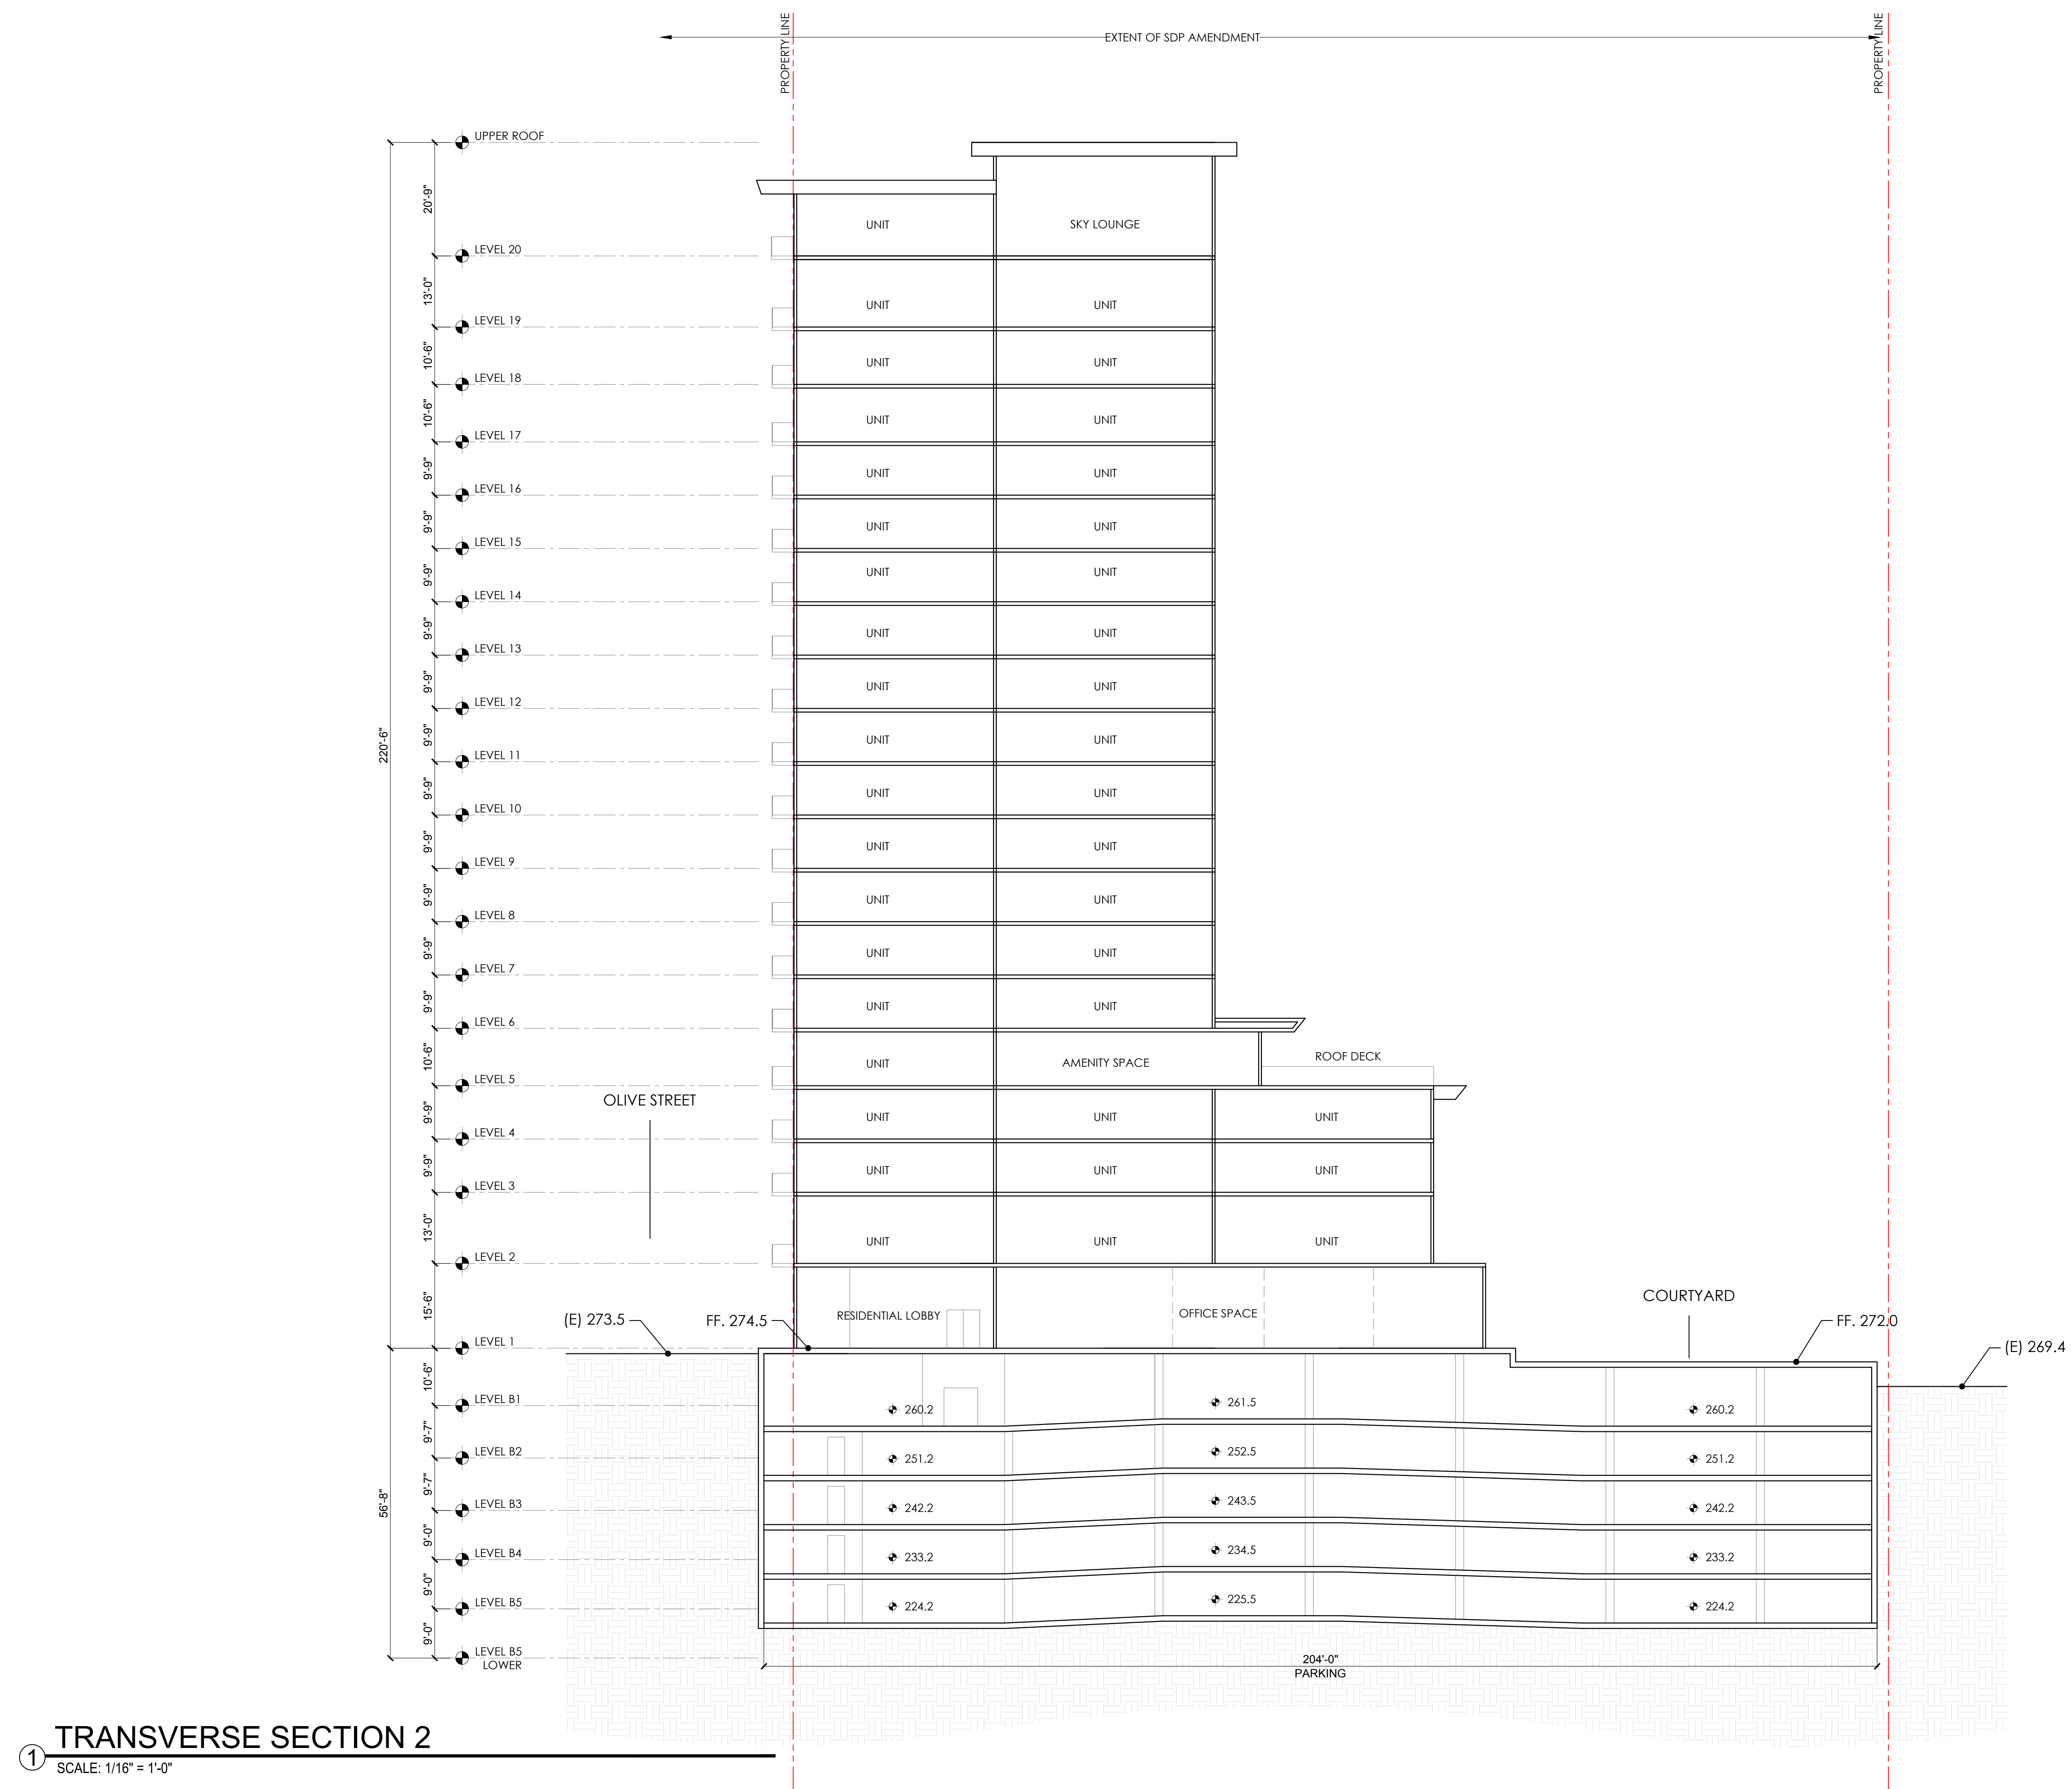 PROPERTY LINE
EXTENT OF SDP AMENDMENT
PROPERTY LINE
UPPER ROOF
20'-9"
UNIT SKY LOUNGE
LEVEL 20
13'-0"
UNIT UNIT
LEVEL 19
10'-6"
UNIT UNIT
LEVEL 18
10'-6"
UNIT UNIT
LEVEL 17
9'-9"
UNIT UNIT
LEVEL 16
9'-9"
UNIT UNIT
LEVEL 15
9'-9"
UNIT UNIT
LEVEL 14
9'-9"
UNIT UNIT
LEVEL 13
9'-9"
UNIT UNIT
LEVEL 12
9'-9"
UNIT UNIT
220'-6"
LEVEL 11
9'-9"
UNIT UNIT
LEVEL 10
9'-9"
UNIT UNIT
LEVEL 9
9'-9"
UNIT UNIT
LEVEL 8
9'-9"
UNIT UNIT
LEVEL 7
9'-9"
UNIT UNIT
LEVEL 6
10'-6"
UNIT AMENITY SPACE ROOF DECK
LEVEL 5
OLIVE STREET
9'-9"
UNIT UNIT UNIT
LEVEL 4
9'-9"
UNIT UNIT UNIT
LEVEL 3
13'-0"
UNIT UNIT UNIT
LEVEL 2
15'-6"
RESIDENTIAL LOBBY OFFICE SPACE
COURTYARD
(E) 273.5 FF. 274.5 FF. 272.0
LEVEL 1
(E) 269.4
10'-6"
LEVEL B1
260.2 261.5 260.2
9'-7"
LEVEL B2
251.2 252.5 251.2
9'-7"
LEVEL B3
242.2 243.5 242.2
56'-8"
9'-0"
LEVEL B4
233.2 234.5 233.2
9'-0"
LEVEL B5
224.2 225.5 224.2
9'-0"
LEVEL B5
LOWER
204'-0"
PARKING
1 TRANSVERSE SECTION 2
SCALE: 1/16" = 1'-0"